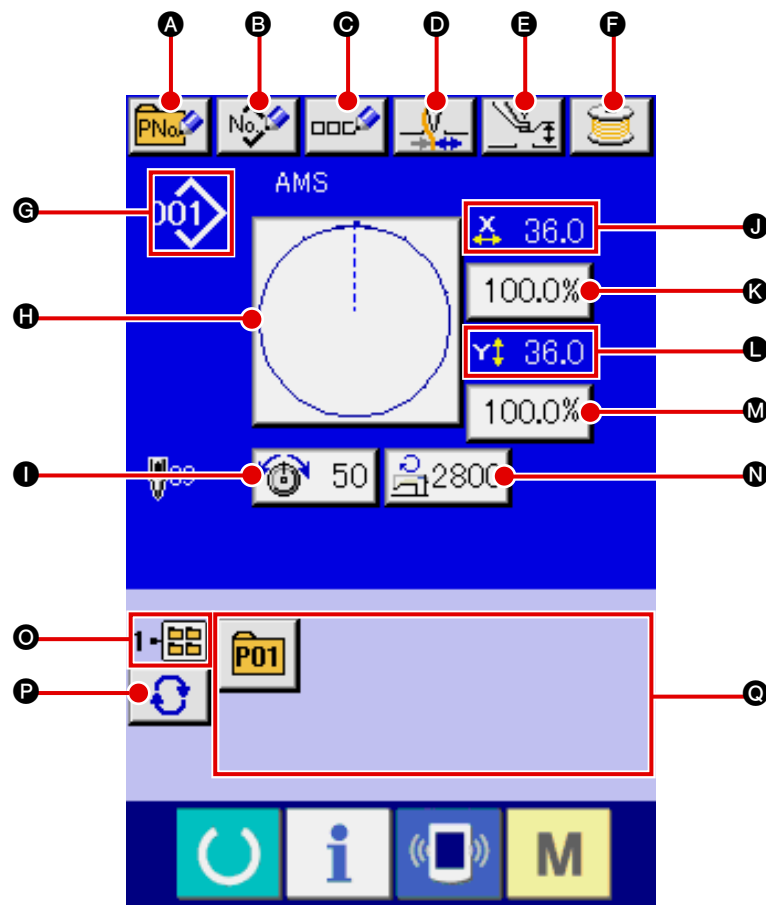 A B C D E F
PNo. No.
G 001 AMS
X 36.0 J
100.0% K
H
Y 36.0 L
100.0% M
I 50 2800 N
O 1
P01
P Q
i M